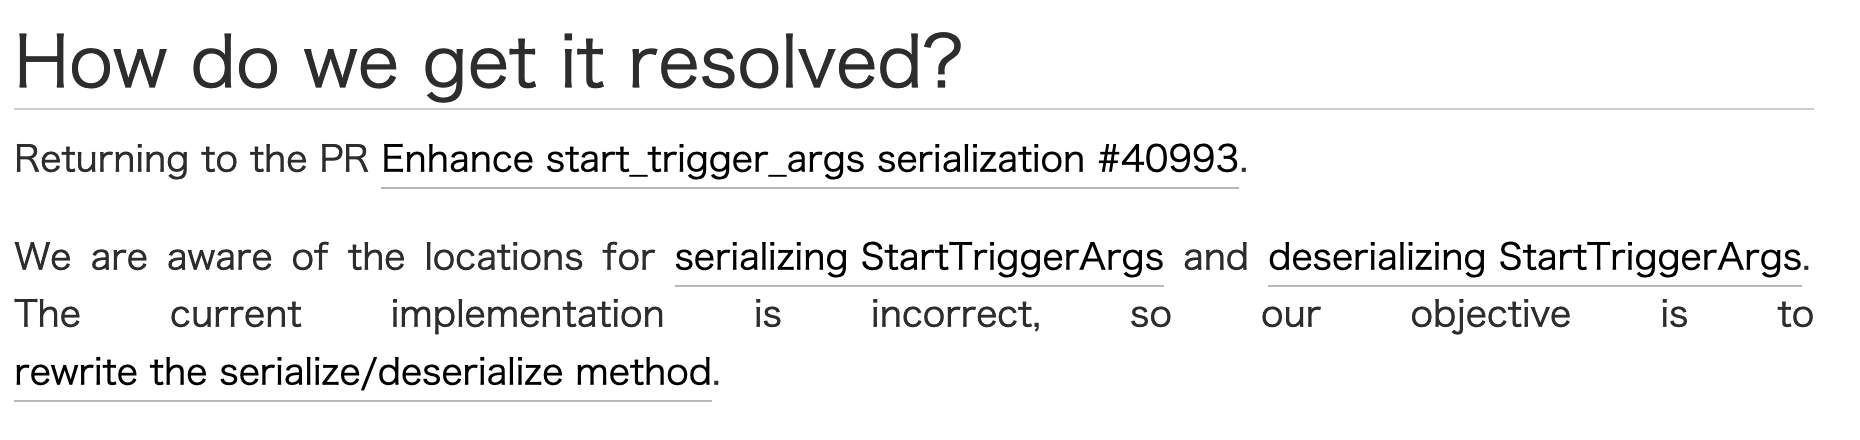 How do we get it resolved?
Returning to the PR Enhance start_trigger_args serialization #40993.
We are aware of the locations for serializing StartTriggerArgs and deserializing StartTriggerArgs.
The current implementation is incorrect, so our objective is to
rewrite the serialize/deserialize method.